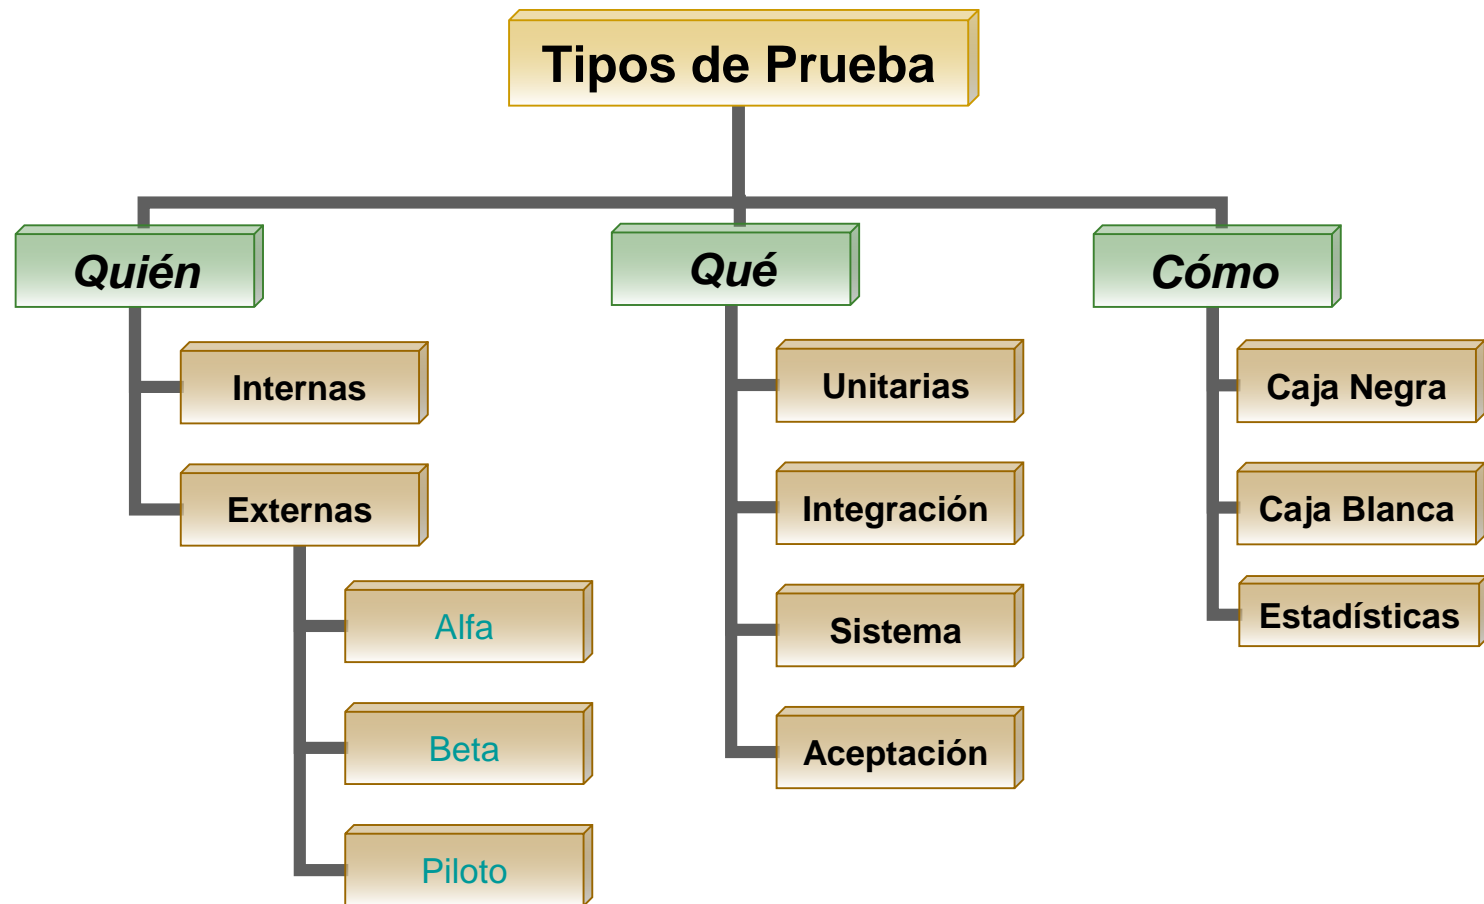 Tipos de Prueba
Quién
Internas
Externas
Alfa
Beta
Piloto
Qué
Unitarias
Integración
Sistema
Aceptación
Cómo
Caja Negra
Caja Blanca
Estadísticas